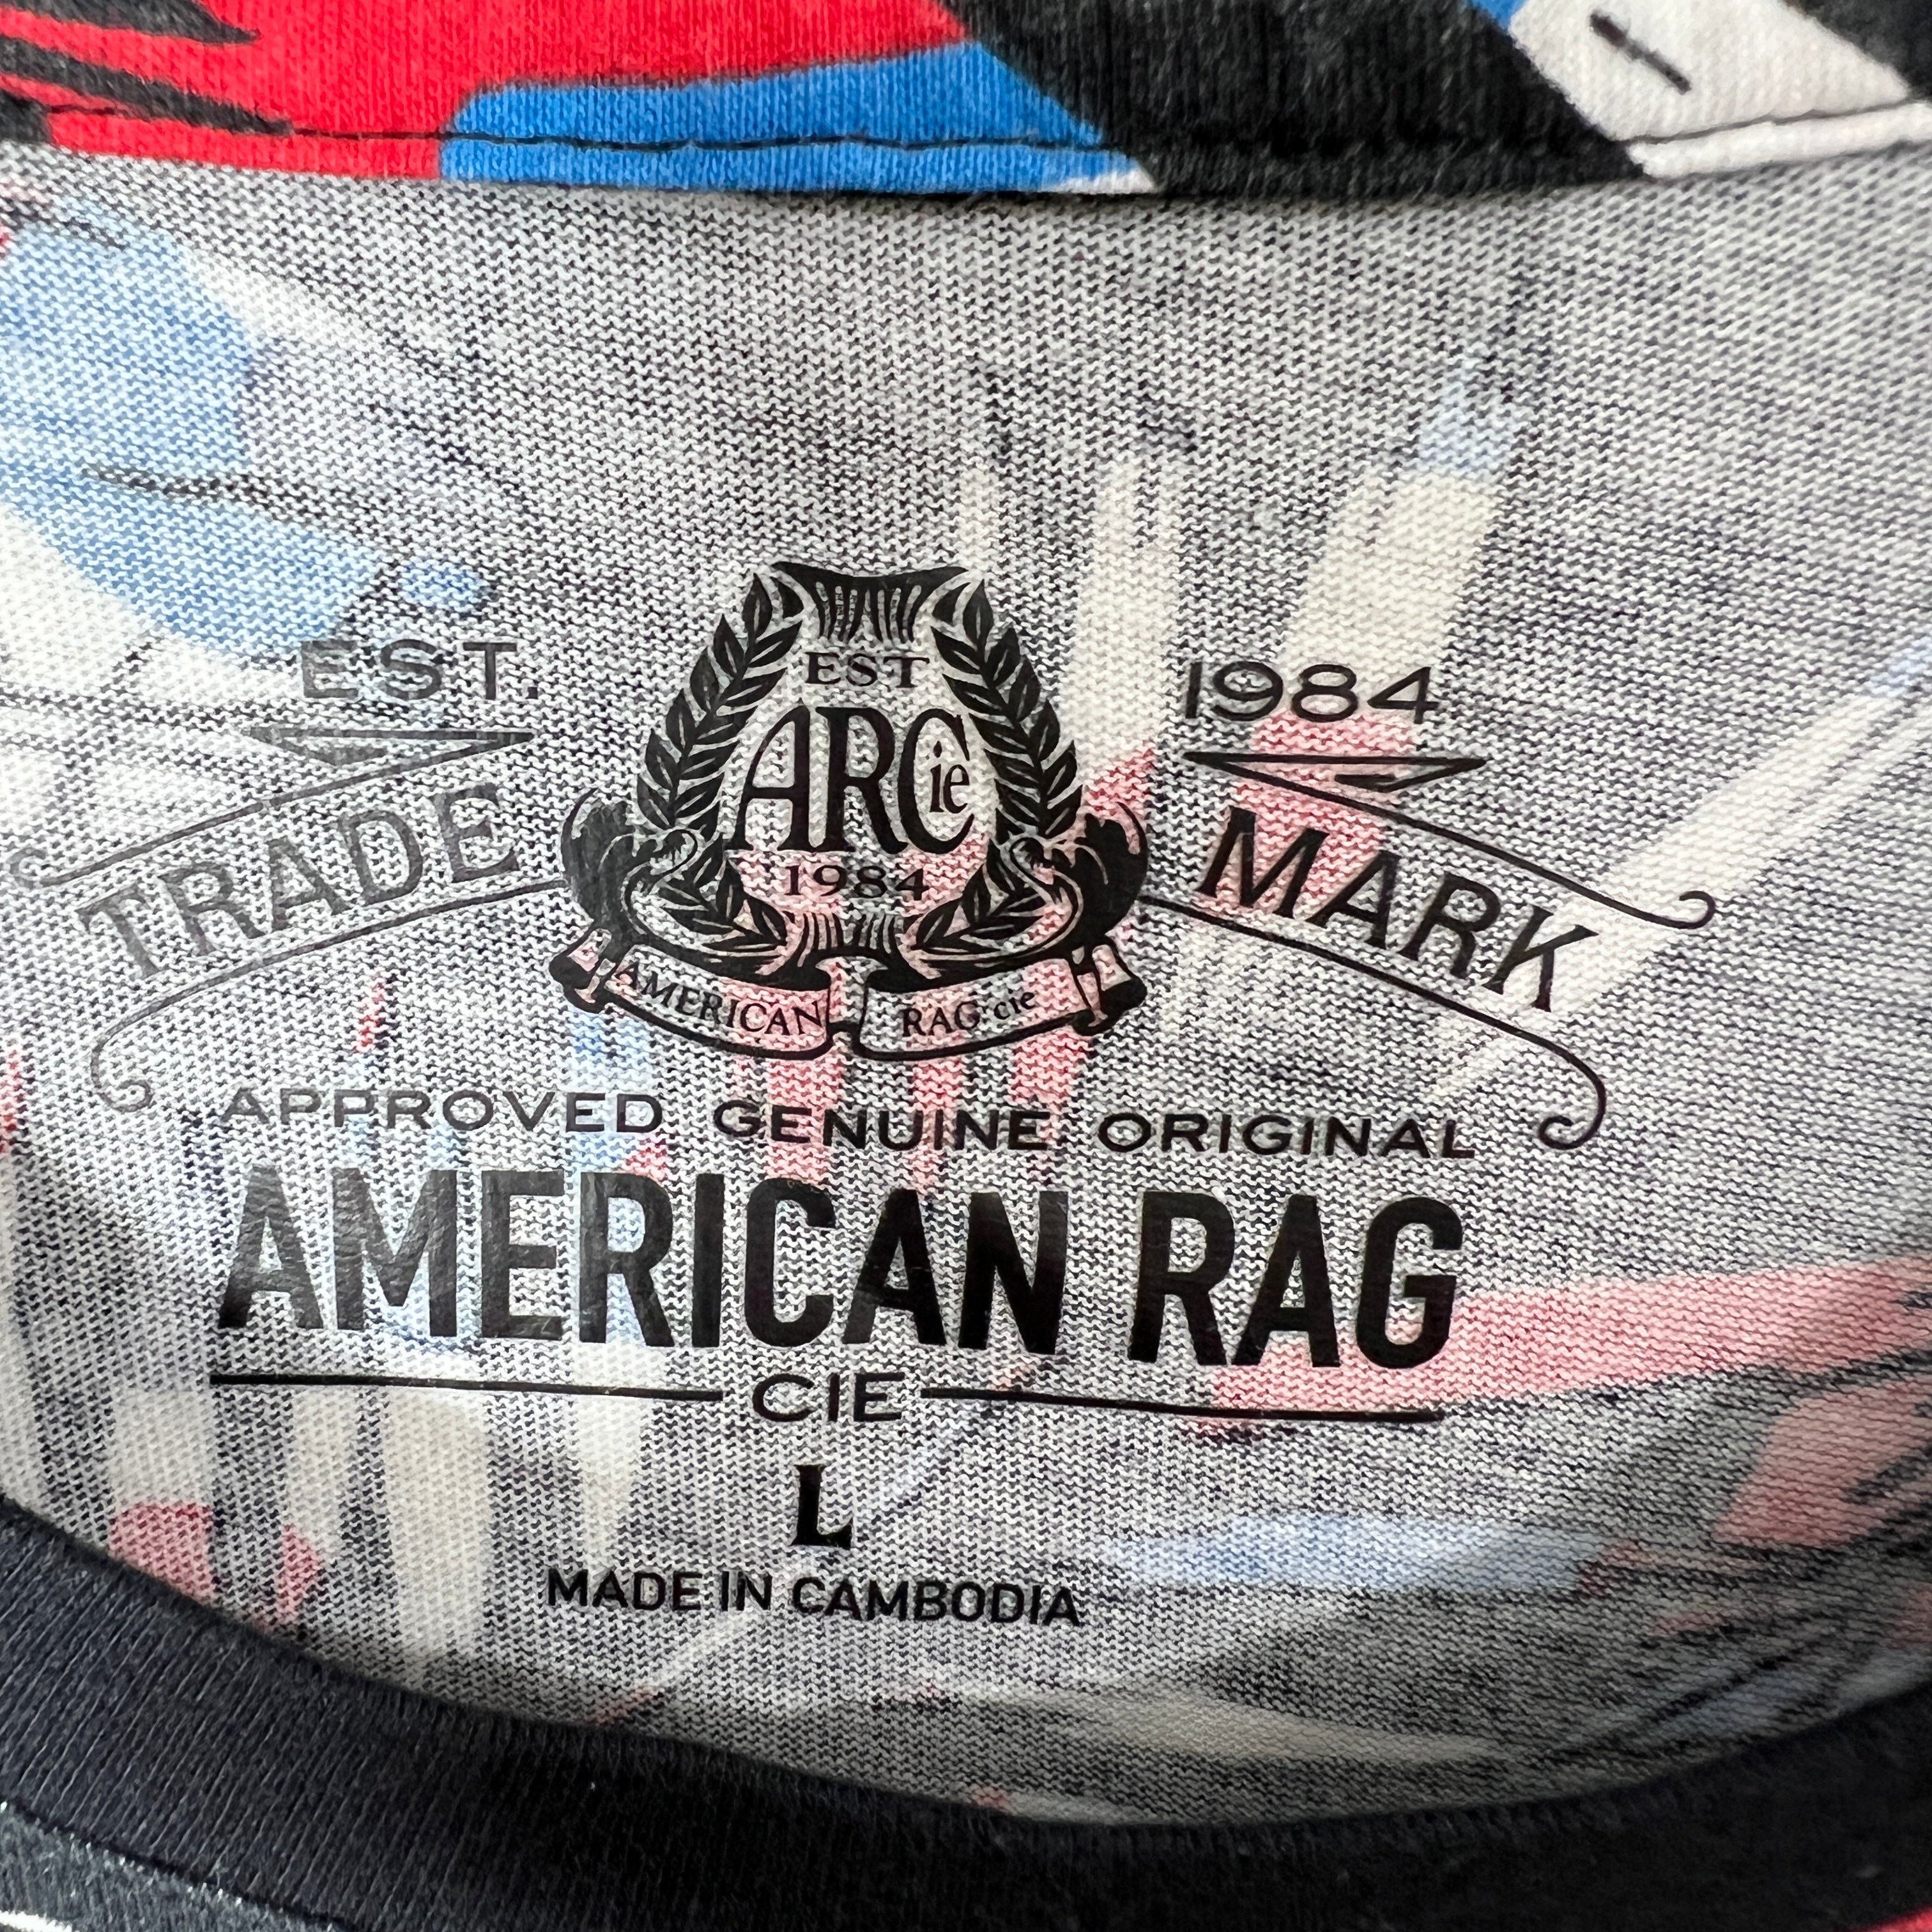 EST. 1984
TRADE MARK
EST
ARCie
1984
AMERICAN RAG cie
APPROVED GENUINE ORIGINAL
AMERICAN RAG
CIE
L
MADE IN CAMBODIA